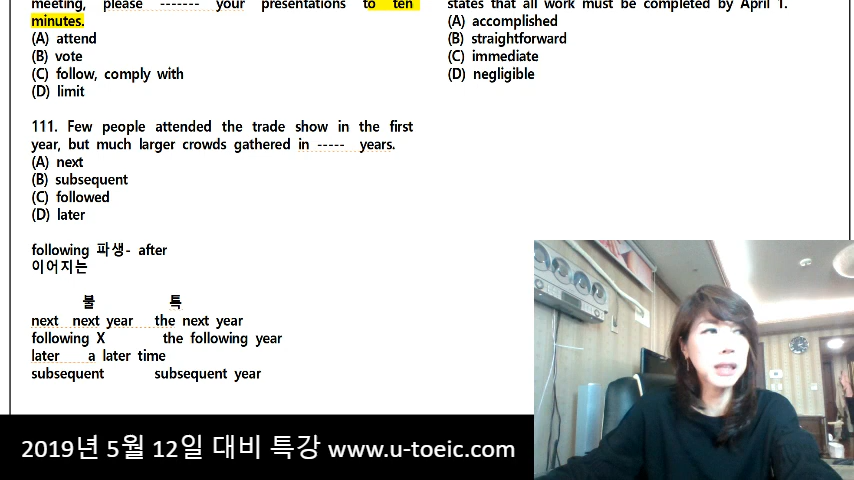 meeting, please ------- your presentations to ten
minutes.
(A) attend
(B) vote
(C) follow, comply with
(D) limit
111. Few people attended the trade show in the first
year, but much larger crowds gathered in ----- years.
(A) next
(B) subsequent
(C) followed
(D) later
following 파생- after
이어지는
불 특
next next year the next year
following X the following year
later a later time
subsequent subsequent year
states that all work must be completed by April 1.
(A) accomplished
(B) straightforward
(C) immediate
(D) negligible
2019년 5월 12일 대비 특강 www.u-toeic.com